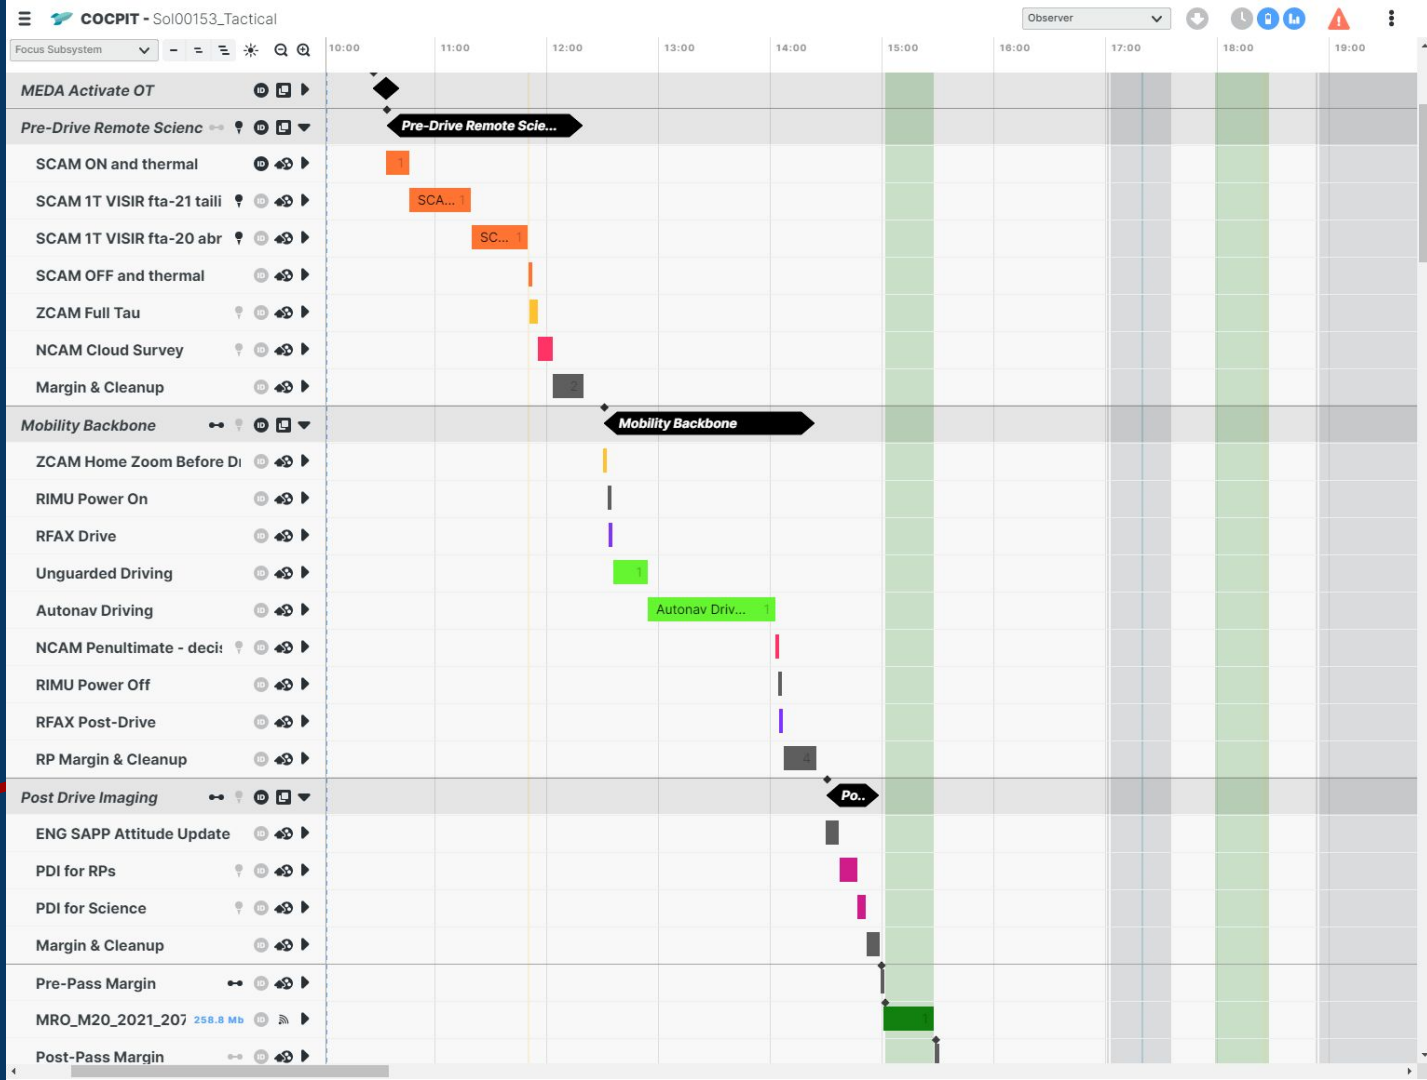 COCPIT - Sol00153_Tactical
Observer
Focus Subsystem
10:00 11:00 12:00 13:00 14:00 15:00 16:00 17:00 18:00 19:00
MEDA Activate OT
Pre-Drive Remote Scienc
Pre-Drive Remote Scie...
SCAM ON and thermal
1
SCAM 1T VISIR fta-21 taili
SCA... 1
SCAM 1T VISIR fta-20 abr
SC... 1
SCAM OFF and thermal
ZCAM Full Tau
NCAM Cloud Survey
Margin & Cleanup
2
Mobility Backbone
Mobility Backbone
ZCAM Home Zoom Before Dr
RIMU Power On
RFAX Drive
Unguarded Driving
1
Autonav Driving
Autonav Driv... 1
NCAM Penultimate - decis
RIMU Power Off
RFAX Post-Drive
RP Margin & Cleanup
4
Post Drive Imaging
Po..
ENG SAPP Attitude Update
PDI for RPs
PDI for Science
Margin & Cleanup
Pre-Pass Margin
MRO_M20_2021_207 258.8 Mb
1
Post-Pass Margin